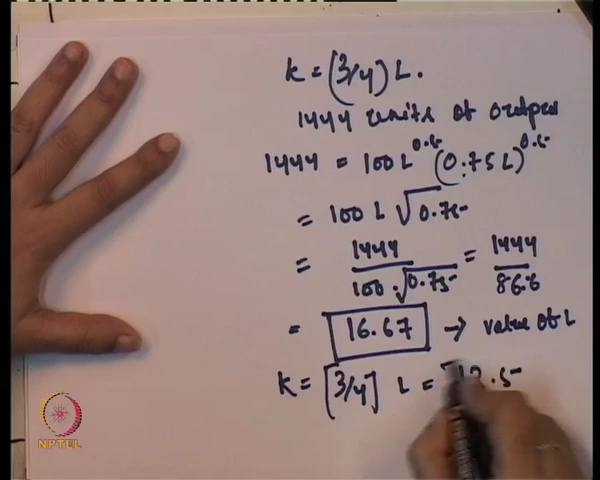 K = (3/4) L.
1444 units of output
1444 = 100 L^0.5 (0.75 L)^0.5
= 100 L √0.75
= 1444 / 100.√0.75 = 1444 / 86.6
= 16.67 → value of L
K = [3/4] L = 12.5
NPTEL